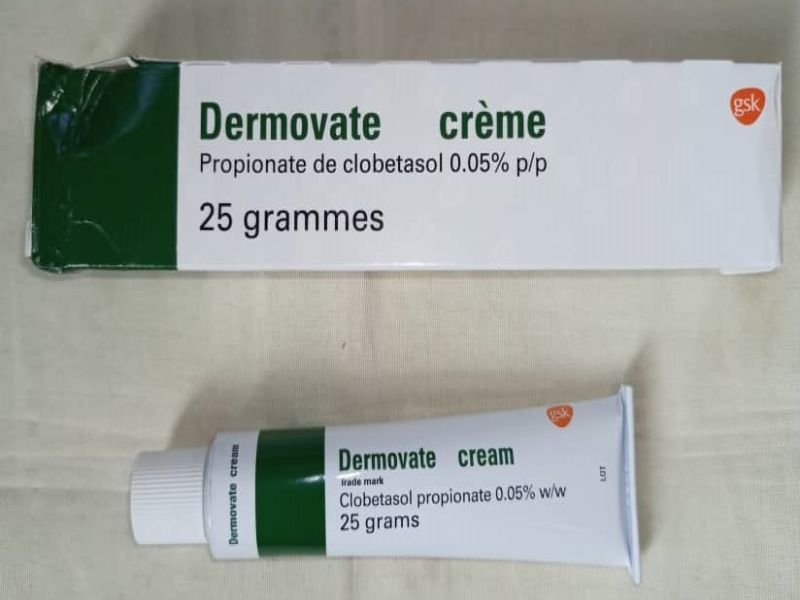 Dermovate crème
gsk
Propionate de clobetasol 0.05% p/p
25 grammes
gsk
Dermovate cream
Dermovate cream
trade mark
Clobetasol propionate 0.05% w/w
25 grams
LOT